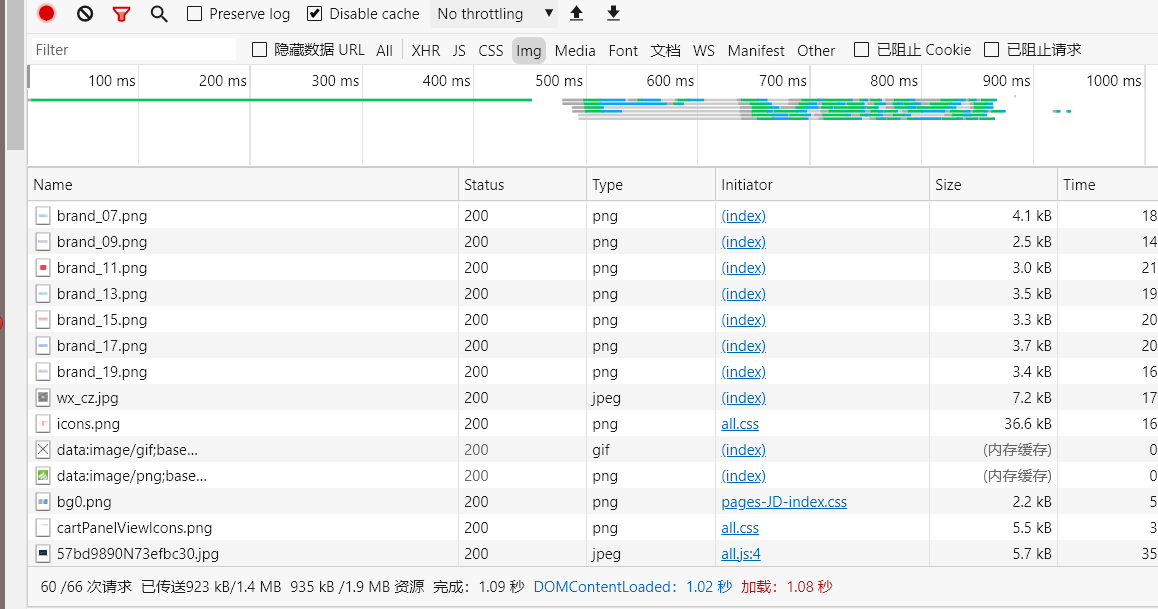 Preserve log Disable cache No throttling
Filter 隐藏数据 URL All XHR JS CSS Img Media Font 文档 WS Manifest Other 已阻止 Cookie 已阻止请求
100 ms 200 ms 300 ms 400 ms 500 ms 600 ms 700 ms 800 ms 900 ms 1000 ms
Name Status Type Initiator Size Time
brand_07.png 200 png (index) 4.1 kB 18
brand_09.png 200 png (index) 2.5 kB 14
brand_11.png 200 png (index) 3.0 kB 21
brand_13.png 200 png (index) 3.5 kB 19
brand_15.png 200 png (index) 3.3 kB 20
brand_17.png 200 png (index) 3.7 kB 20
brand_19.png 200 png (index) 3.4 kB 16
wx_cz.jpg 200 jpeg (index) 7.2 kB 17
icons.png 200 png all.css 36.6 kB 16
data:image/gif;base... 200 gif (index) (内存缓存) 0
data:image/png;base... 200 png (index) (内存缓存) 0
bg0.png 200 png pages-JD-index.css 2.2 kB 5
cartPanelViewIcons.png 200 png all.css 5.5 kB 3
57bd9890N73efbc30.jpg 200 jpeg all.js:4 5.7 kB 35
60 /66 次请求 已传送923 kB/1.4 MB 935 kB /1.9 MB 资源 完成：1.09 秒 DOMContentLoaded：1.02 秒 加载：1.08 秒